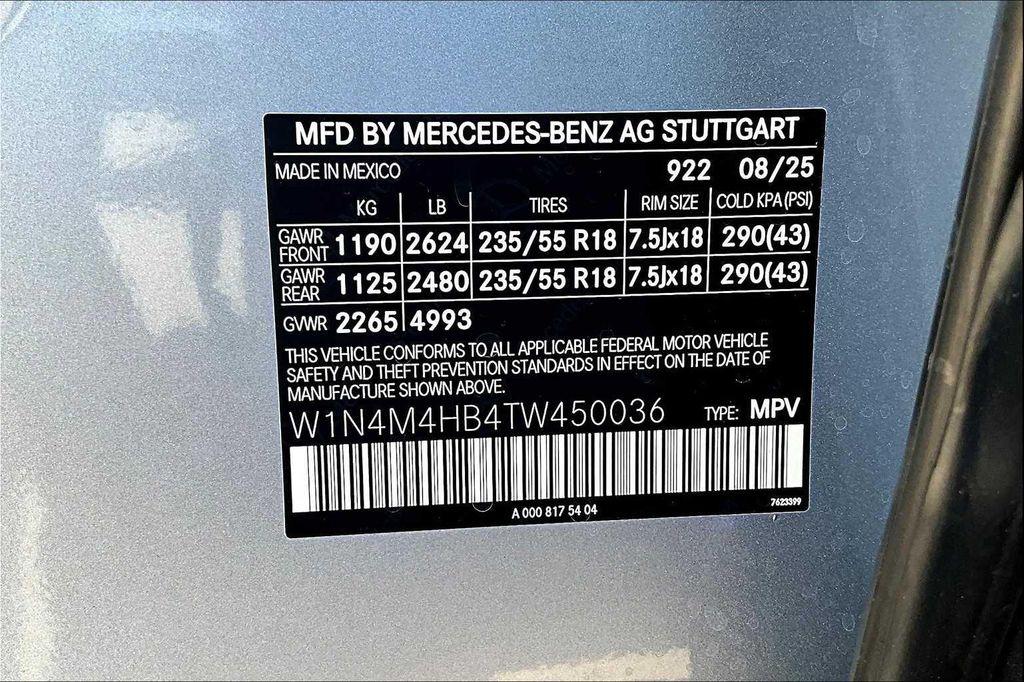 MFD BY MERCEDES-BENZ AG STUTTGART
MADE IN MEXICO 922 08/25
KG LB TIRES RIM SIZE COLD KPA(PSI)
GAWR FRONT 1190 2624 235/55 R18 7.5Jx18 290(43)
GAWR REAR 1125 2480 235/55 R18 7.5Jx18 290(43)
GVWR 2265 4993
THIS VEHICLE CONFORMS TO ALL APPLICABLE FEDERAL MOTOR VEHICLE
SAFETY AND THEFT PREVENTION STANDARDS IN EFFECT ON THE DATE OF
MANUFACTURE SHOWN ABOVE.
W1N4M4HB4TW450036 TYPE: MPV
A 000 817 54 04 7623399